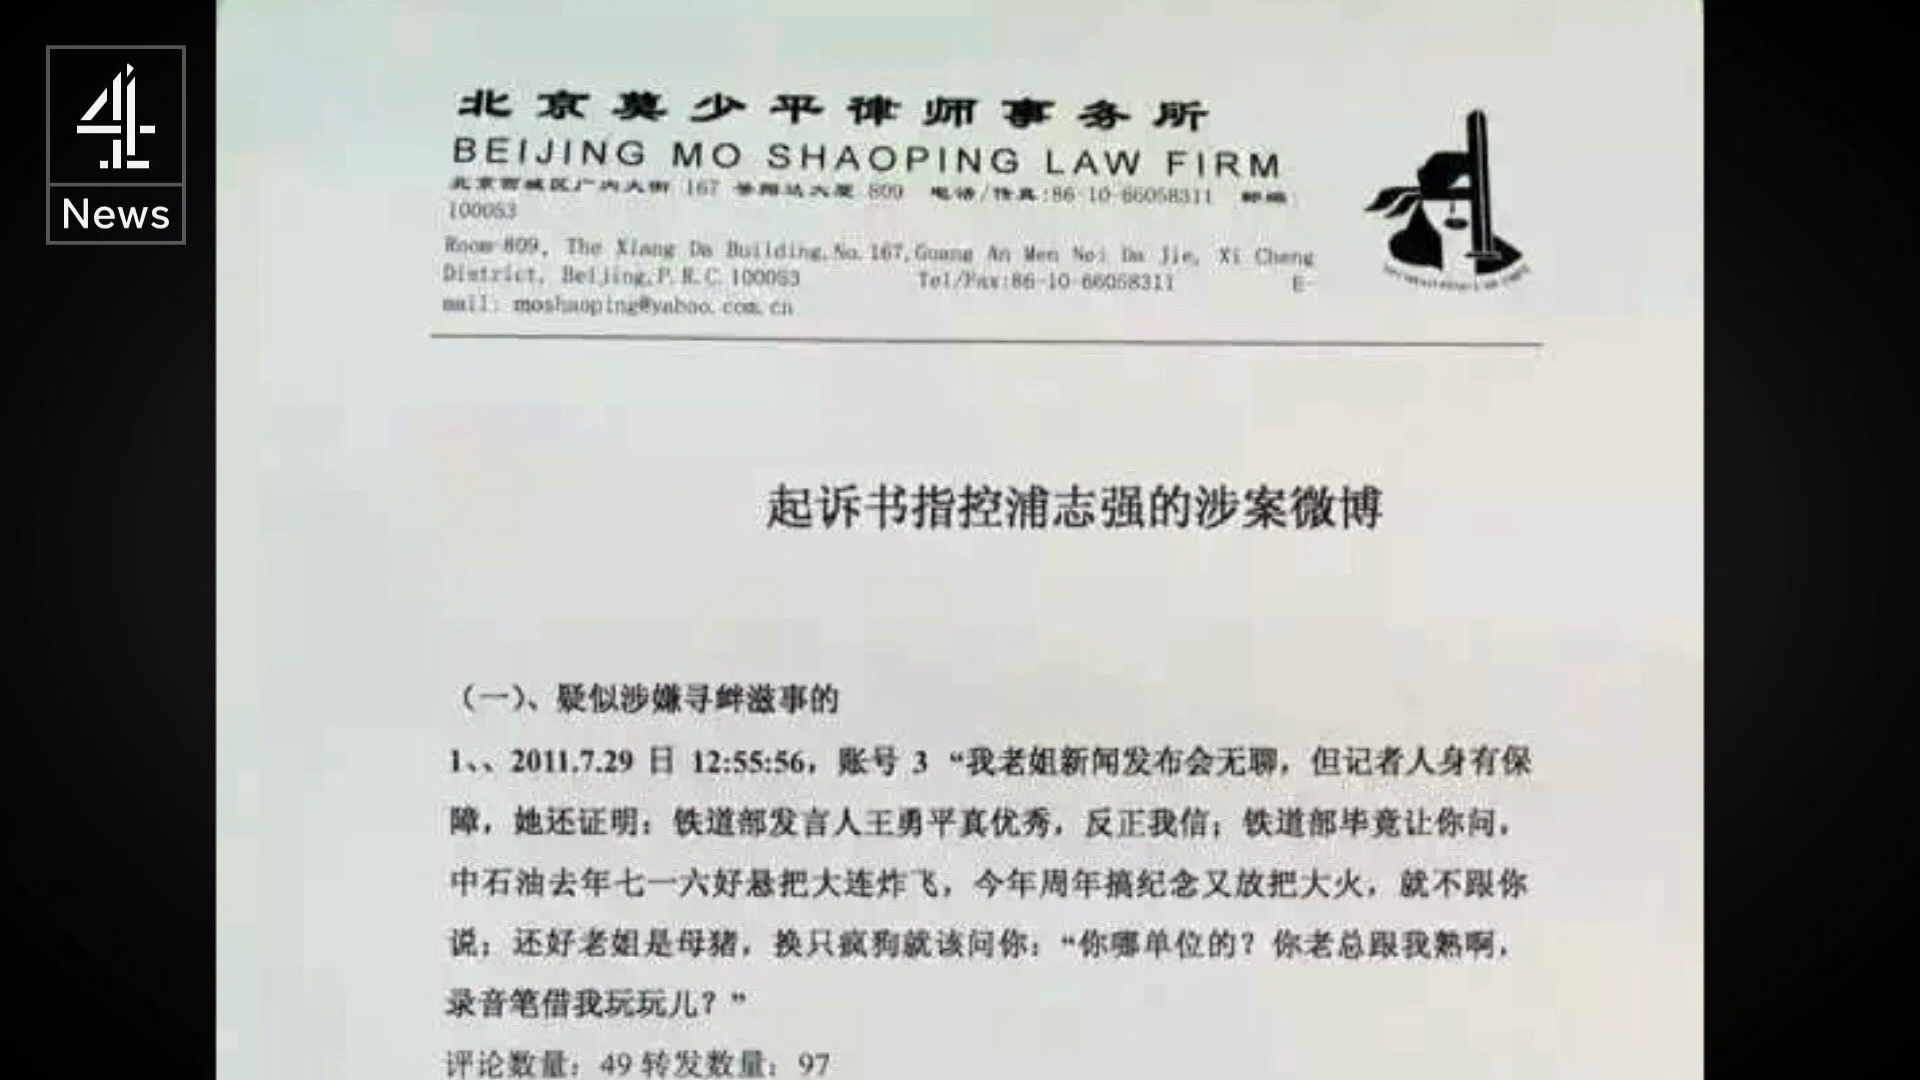 4
News
北京莫少平律师事务所
BEIJING MO SHAOPING LAW FIRM
北京西城区广内大街 167 号翔达大厦 809 电话/传真:86-10-66058311 邮编:
100053
Room 809, The Xiang Da Building,No.167,Guang An Men Nei Da Jie, Xi Cheng
District, Beijing,P.R.C.100053 Tel/Fax:86-10-66058311 E-
mail: moshaoping@yahoo.com.cn
起诉书指控浦志强的涉案微博
（一）、疑似涉嫌寻衅滋事的
1、、2011.7.29 日 12:55:56，账号 3 “我老姐新闻发布会无聊，但记者人身有保
障，她还证明：铁道部发言人王勇平真优秀，反正我信；铁道部毕竟让你问，
中石油去年七一六好悬把大连炸飞，今年周年搞纪念又放把大火，就不跟你
说；还好老姐是母猪，换只疯狗就该问你：“你哪单位的？你老总跟我熟啊，
录音笔借我玩玩儿？”
评论数量：49 转发数量：97